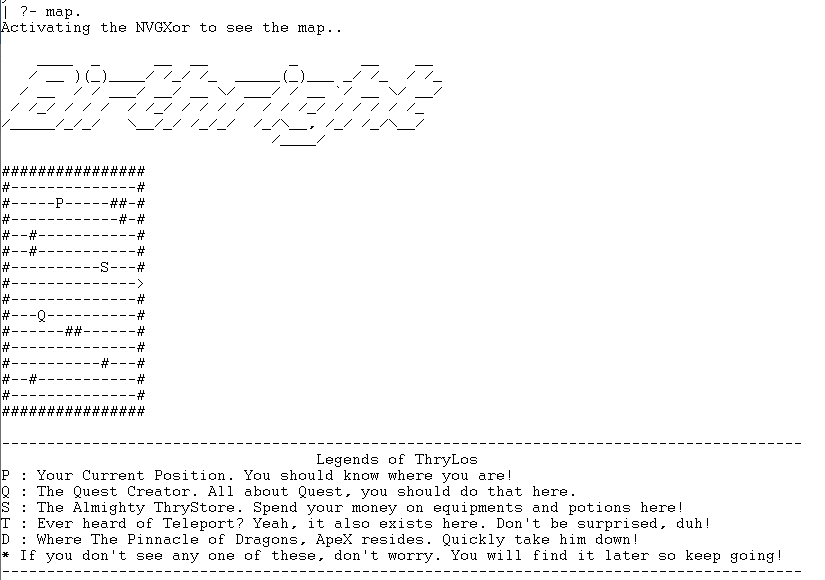 | ?- map.
Activating the NVGXor to see the map..
Birthright
################
#--------------#
#-----P-----##-#
#------------#-#
#--#-----------#
#--#-----------#
#----------S---#
#-------------->
#--------------#
#---Q----------#
#------##------#
#--------------#
#----------#---#
#--#-----------#
#--------------#
################
-----------------------------------------------------------------------------------------
Legends of ThryLos
P : Your Current Position. You should know where you are!
Q : The Quest Creator. All about Quest, you should do that here.
S : The Almighty ThryStore. Spend your money on equipments and potions here!
T : Ever heard of Teleport? Yeah, it also exists here. Don't be surprised, duh!
D : Where The Pinnacle of Dragons, ApeX resides. Quickly take him down!
* If you don't see any one of these, don't worry. You will find it later so keep going!
-----------------------------------------------------------------------------------------